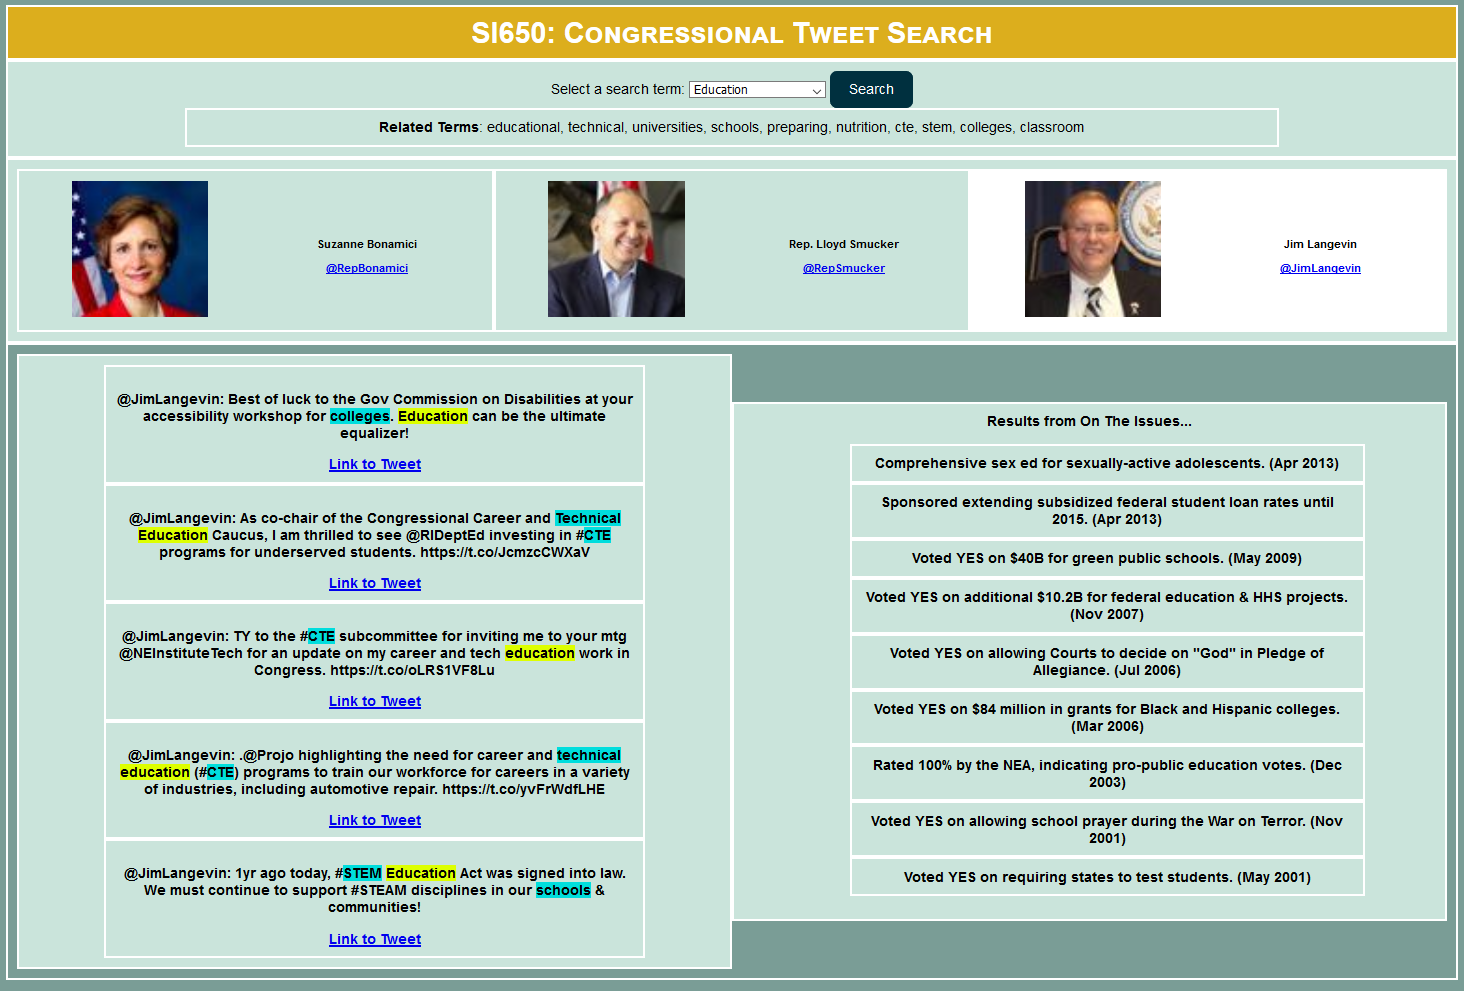 SI650: Congressional Tweet Search
Select a search term: Education Search
Related Terms: educational, technical, universities, schools, preparing, nutrition, cte, stem, colleges, classroom
Suzanne Bonamici
@RepBonamici
Rep. Lloyd Smucker
@RepSmucker
Jim Langevin
@JimLangevin
@JimLangevin: Best of luck to the Gov Commission on Disabilities at your
accessibility workshop for colleges. Education can be the ultimate
equalizer!
Link to Tweet
@JimLangevin: As co-chair of the Congressional Career and Technical
Education Caucus, I am thrilled to see @RIDeptEd investing in #CTE
programs for underserved students. https://t.co/JcmzcCWXaV
Link to Tweet
@JimLangevin: TY to the #CTE subcommittee for inviting me to your mtg
@NEInstituteTech for an update on my career and tech education work in
Congress. https://t.co/oLRS1VF8Lu
Link to Tweet
@JimLangevin: .@Projo highlighting the need for career and technical
education (#CTE) programs to train our workforce for careers in a variety
of industries, including automotive repair. https://t.co/yvFrWdfLHE
Link to Tweet
@JimLangevin: 1yr ago today, #STEM Education Act was signed into law.
We must continue to support #STEAM disciplines in our schools &
communities!
Link to Tweet
Results from On The Issues...
Comprehensive sex ed for sexually-active adolescents. (Apr 2013)
Sponsored extending subsidized federal student loan rates until
2015. (Apr 2013)
Voted YES on $40B for green public schools. (May 2009)
Voted YES on additional $10.2B for federal education & HHS projects.
(Nov 2007)
Voted YES on allowing Courts to decide on "God" in Pledge of
Allegiance. (Jul 2006)
Voted YES on $84 million in grants for Black and Hispanic colleges.
(Mar 2006)
Rated 100% by the NEA, indicating pro-public education votes. (Dec
2003)
Voted YES on allowing school prayer during the War on Terror. (Nov
2001)
Voted YES on requiring states to test students. (May 2001)